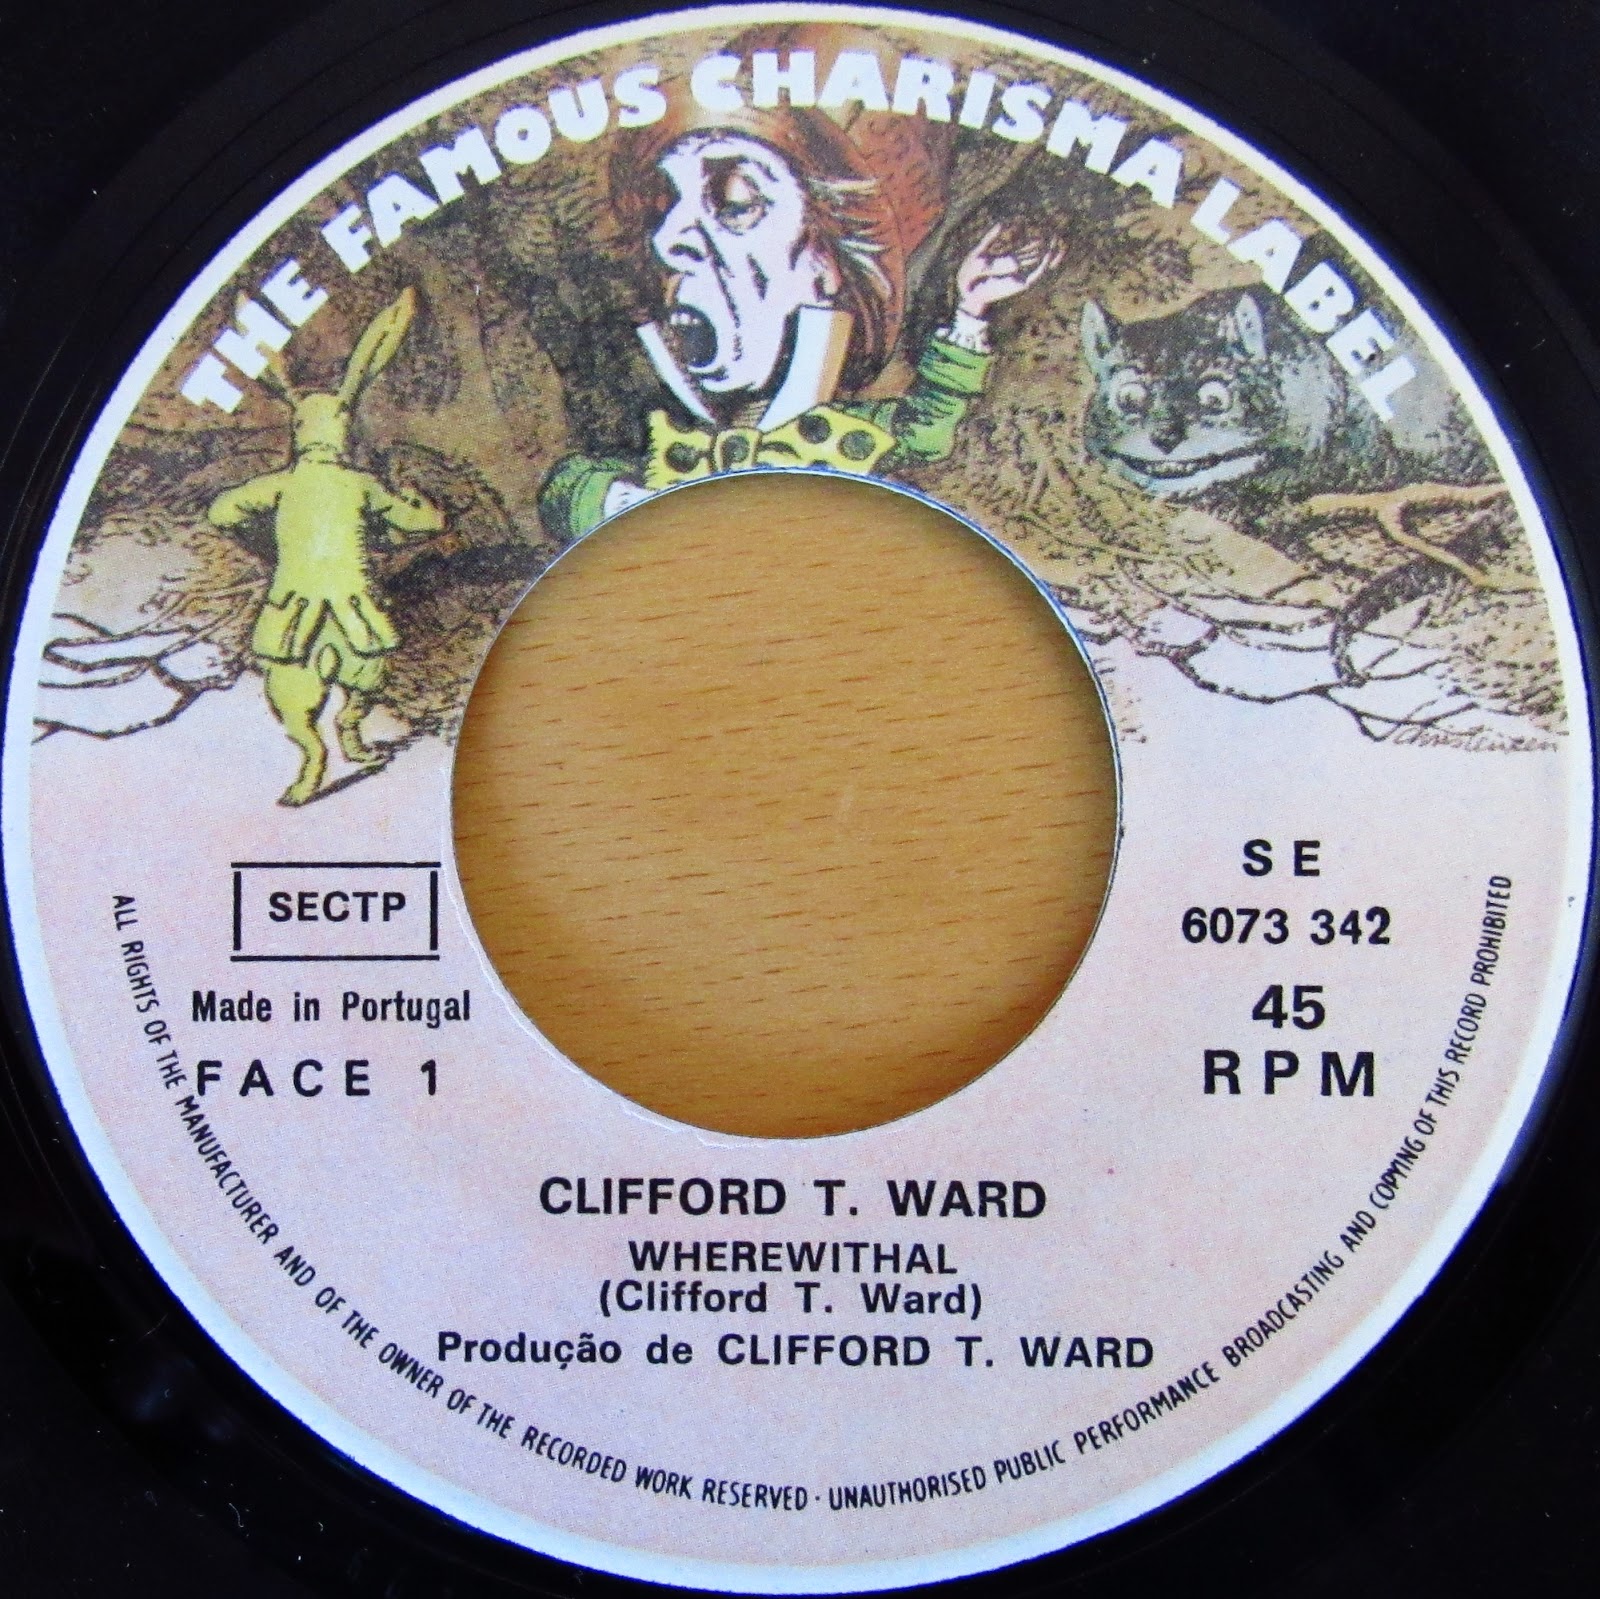 THE FAMOUS CHARISMA LABEL
Christensen
SECTP
Made in Portugal
FACE 1
SE
6073 342
45
RPM
CLIFFORD T. WARD
WHEREWITHAL
(Clifford T. Ward)
Produção de CLIFFORD T. WARD
ALL RIGHTS OF THE MANUFACTURER AND OF THE OWNER OF THE RECORDED WORK RESERVED · UNAUTHORISED PUBLIC PERFORMANCE BROADCASTING AND COPYING OF THIS RECORD PROHIBITED